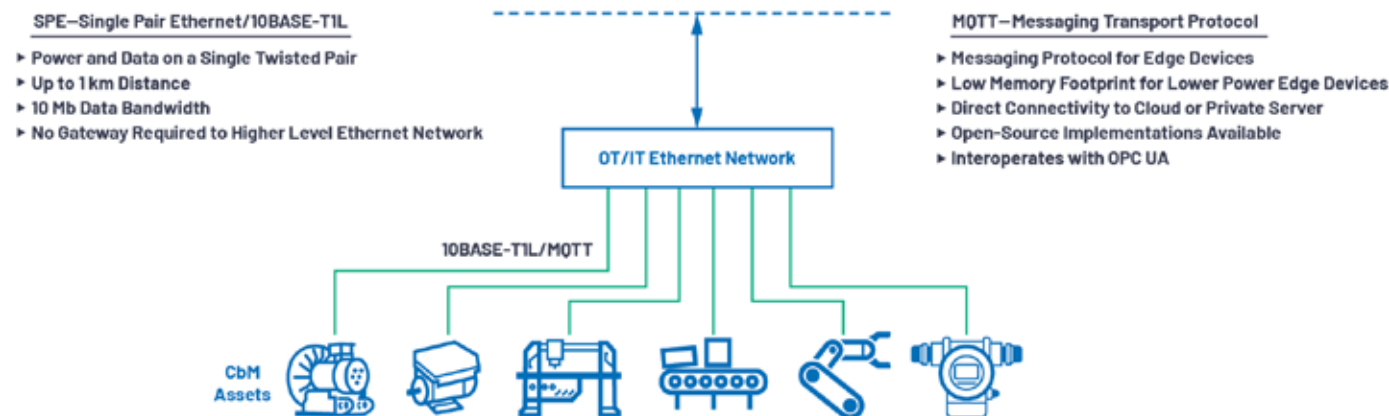 SPE—Single Pair Ethernet/10BASE-T1L
▸ Power and Data on a Single Twisted Pair
▸ Up to 1 km Distance
▸ 10 Mb Data Bandwidth
▸ No Gateway Required to Higher Level Ethernet Network
MQTT—Messaging Transport Protocol
▸ Messaging Protocol for Edge Devices
▸ Low Memory Footprint for Lower Power Edge Devices
▸ Direct Connectivity to Cloud or Private Server
▸ Open-Source Implementations Available
▸ Interoperates with OPC UA
OT/IT Ethernet Network
10BASE-T1L/MQTT
CbM
Assets